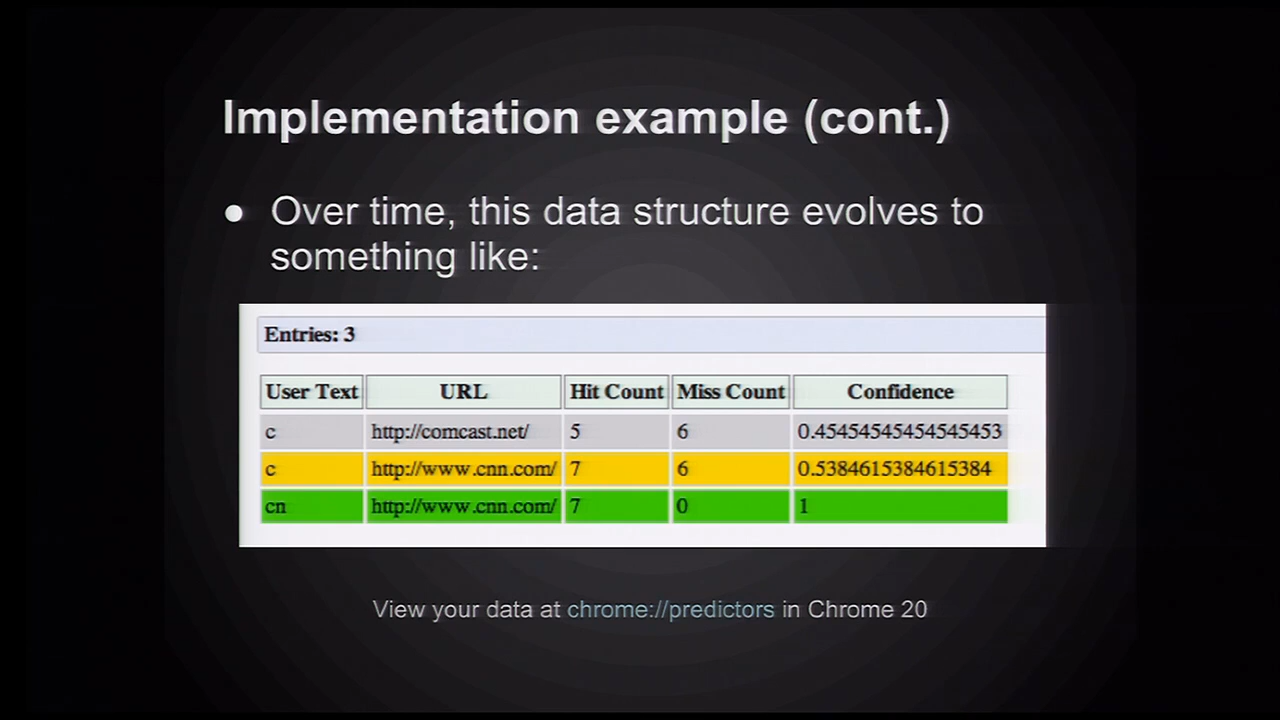 Implementation example (cont.)
● Over time, this data structure evolves to
something like:
Entries: 3
User Text URL Hit Count Miss Count Confidence
c http://comcast.net/ 5 6 0.45454545454545453
c http://www.cnn.com/ 7 6 0.5384615384615384
cn http://www.cnn.com/ 7 0 1
View your data at chrome://predictors in Chrome 20